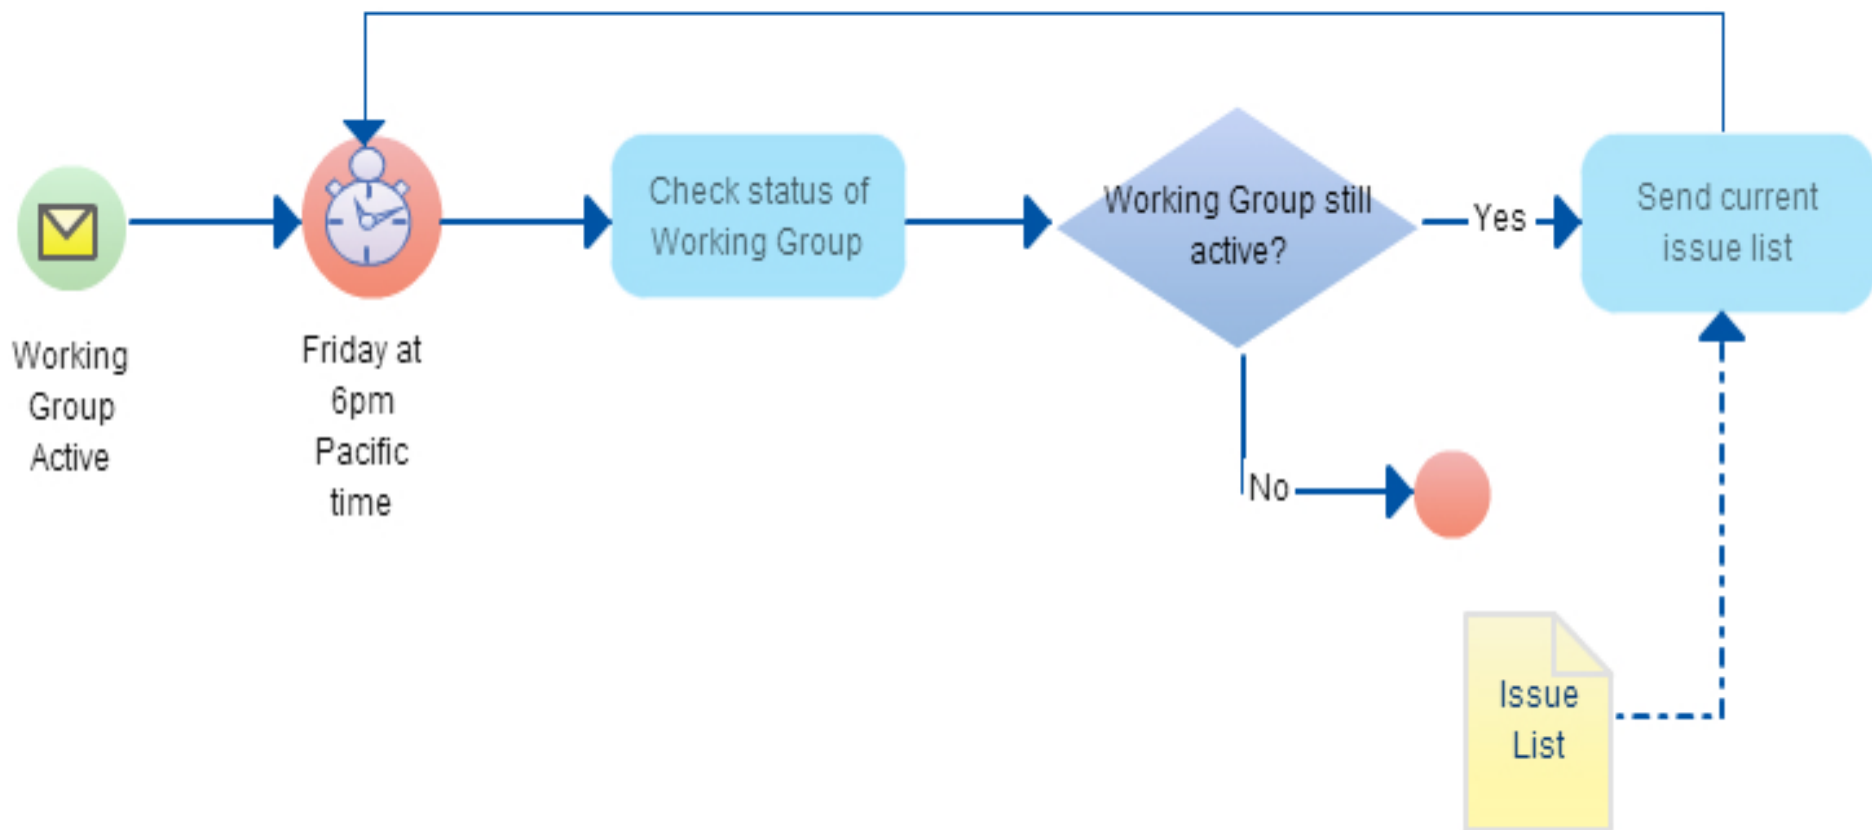 Working
Group
Active
Friday at
6pm
Pacific
time
Check status of
Working Group
Working Group still
active?
Yes
No
Send current
issue list
Issue
List